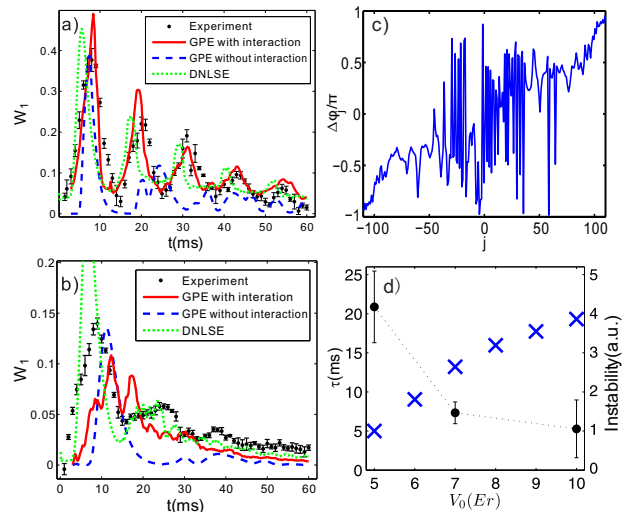 a)
Experiment
GPE with interaction
GPE without interaction
DNLSE
W1
0.4
0.3
0.2
0.1
0
0 10 20 30 40 50 60
t(ms)
c)
Δφ/π
1
0.5
0
−0.5
−1
−100 −50 0 50 100
j
b)
Experiment
GPE with interation
GPE without interaction
DNLSE
W1
0.2
0.15
0.1
0.05
0
0 10 20 30 40 50 60
t(ms)
d)
τ(ms)
25
20
15
10
5
0
5 6 7 8 9 10
V0(Er)
5
4
3
2
1
0
Instability(a.u.)